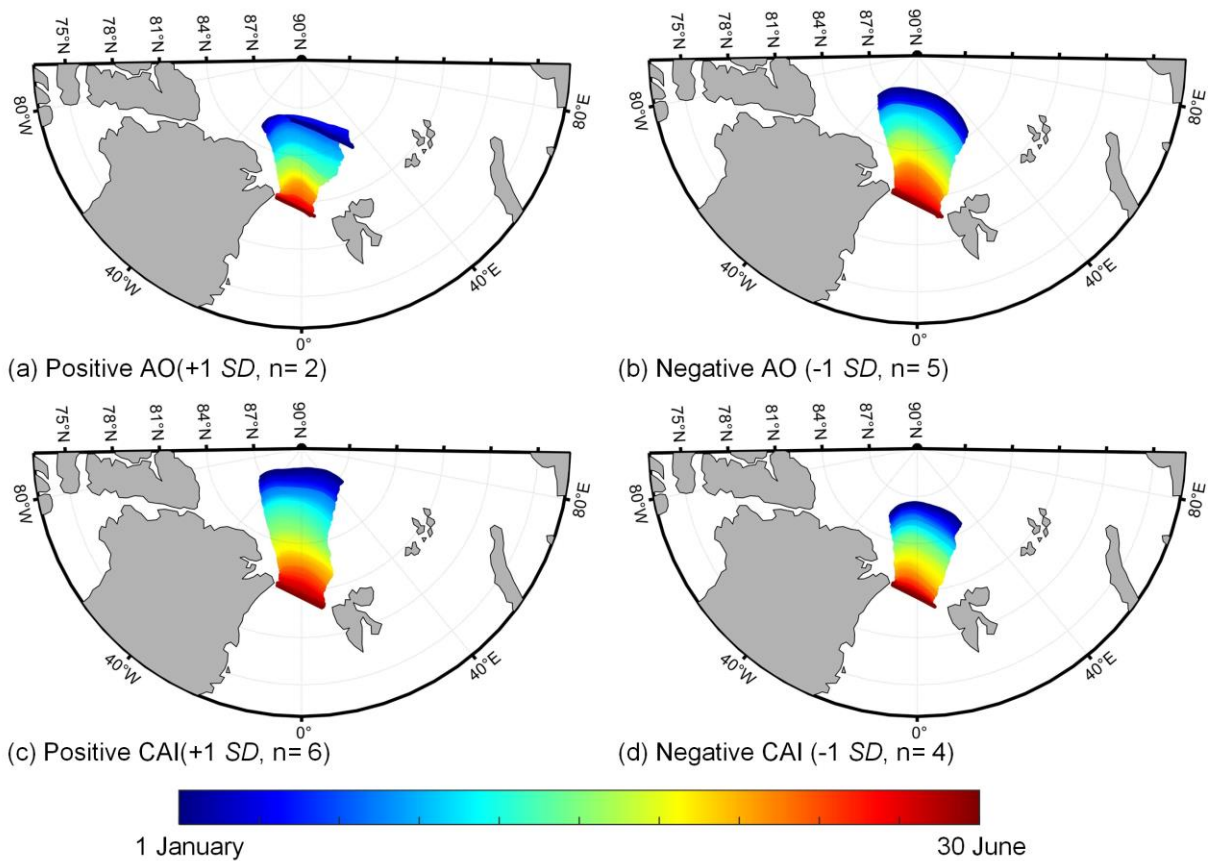 75°N 78°N 81°N 84°N 87°N 90°N 75°N 78°N 81°N 84°N 87°N 90°N
80°W 80°E 80°W 80°E
40°W 40°E 40°W 40°E
0° 0°
(a) Positive AO(+1 SD, n= 2) (b) Negative AO (-1 SD, n= 5)
75°N 78°N 81°N 84°N 87°N 90°N 75°N 78°N 81°N 84°N 87°N 90°N
80°W 80°E 80°W 80°E
40°W 40°E 40°W 40°E
0° 0°
(c) Positive CAI(+1 SD, n= 6) (d) Negative CAI (-1 SD, n= 4)
1 January 30 June